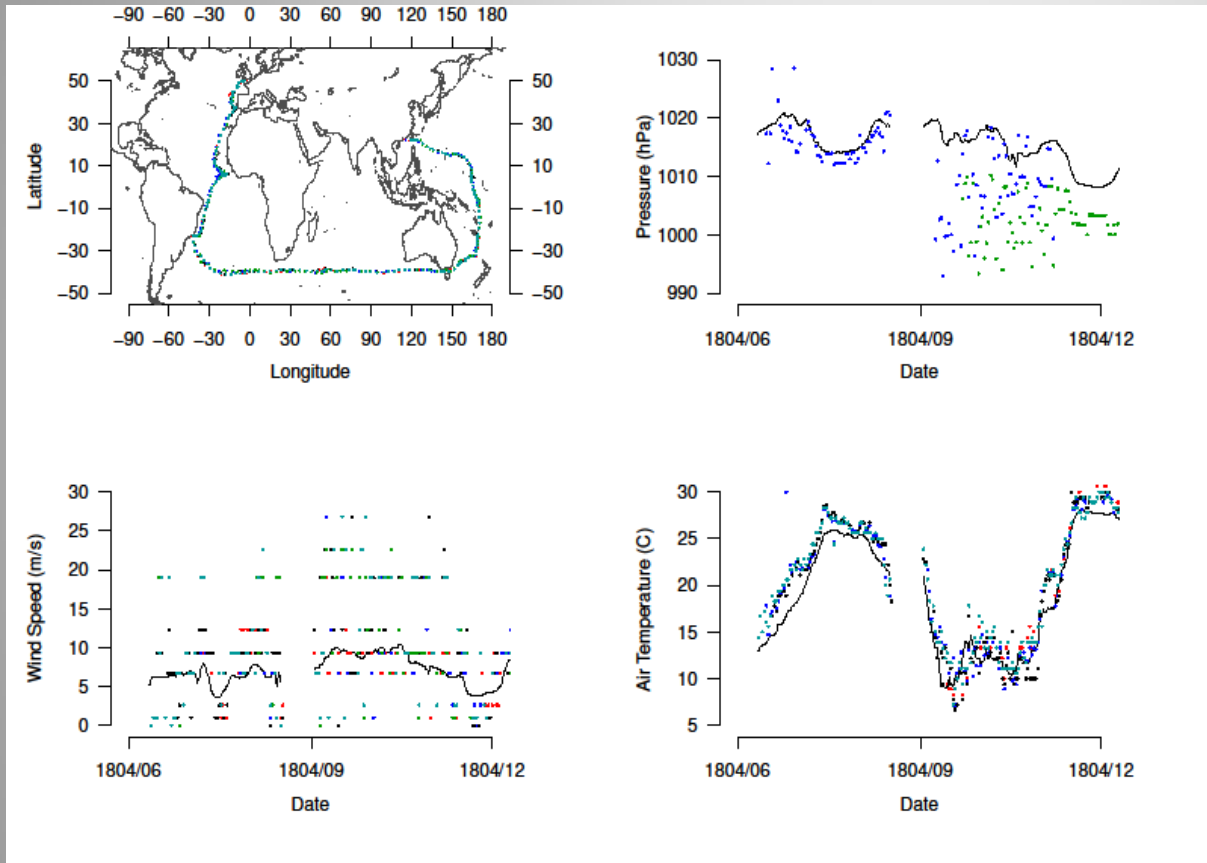 −90 −60 −30 0 30 60 90 120 150 180
50 50
30 30
10 10
−10 −10
−30 −30
−50 −50
Latitude
−90 −60 −30 0 30 60 90 120 150 180
Longitude
1030
1020
1010
1000
990
Pressure (hPa)
1804/06 1804/09 1804/12
Date
30
25
20
15
10
5
0
Wind Speed (m/s)
1804/06 1804/09 1804/12
Date
30
25
20
15
10
5
Air Temperature (C)
1804/06 1804/09 1804/12
Date